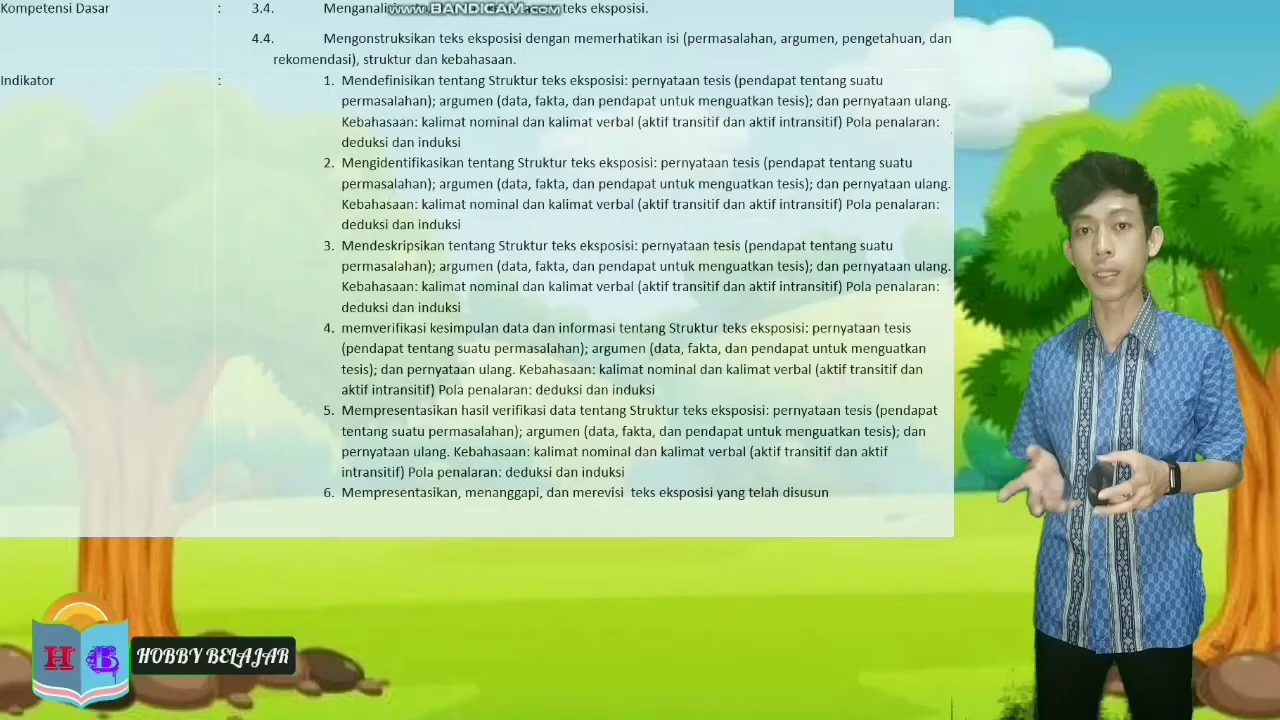 Kompetensi Dasar : 3.4. teks eksposisi.
www.BANDICAM.com
4.4. Mengonstruksikan teks eksposisi dengan memerhatikan isi (permasalahan, argumen, pengetahuan, dan
rekomendasi), struktur dan kebahasaan.
Indikator : 1. Mendefinisikan tentang Struktur teks eksposisi: pernyataan tesis (pendapat tentang suatu
permasalahan); argumen (data, fakta, dan pendapat untuk menguatkan tesis); dan pernyataan ulang.
Kebahasaan: kalimat nominal dan kalimat verbal (aktif transitif dan aktif intransitif) Pola penalaran:
deduksi dan induksi
2. Mengidentifikasikan tentang Struktur teks eksposisi: pernyataan tesis (pendapat tentang suatu
permasalahan); argumen (data, fakta, dan pendapat untuk menguatkan tesis); dan pernyataan ulang.
Kebahasaan: kalimat nominal dan kalimat verbal (aktif transitif dan aktif intransitif) Pola penalaran:
deduksi dan induksi
3. Mendeskripsikan tentang Struktur teks eksposisi: pernyataan tesis (pendapat tentang suatu
permasalahan); argumen (data, fakta, dan pendapat untuk menguatkan tesis); dan pernyataan ulang.
Kebahasaan: kalimat nominal dan kalimat verbal (aktif transitif dan aktif intransitif) Pola penalaran:
deduksi dan induksi
4. memverifikasi kesimpulan data dan informasi tentang Struktur teks eksposisi: pernyataan tesis
(pendapat tentang suatu permasalahan); argumen (data, fakta, dan pendapat untuk menguatkan
tesis); dan pernyataan ulang. Kebahasaan: kalimat nominal dan kalimat verbal (aktif transitif dan
aktif intransitif) Pola penalaran: deduksi dan induksi
5. Mempresentasikan hasil verifikasi data tentang Struktur teks eksposisi: pernyataan tesis (pendapat
tentang suatu permasalahan); argumen (data, fakta, dan pendapat untuk menguatkan tesis); dan
pernyataan ulang. Kebahasaan: kalimat nominal dan kalimat verbal (aktif transitif dan aktif
intransitif) Pola penalaran: deduksi dan induksi
6. Mempresentasikan, menanggapi, dan merevisi teks eksposisi yang telah disusun
H B
HOBBY BELAJAR